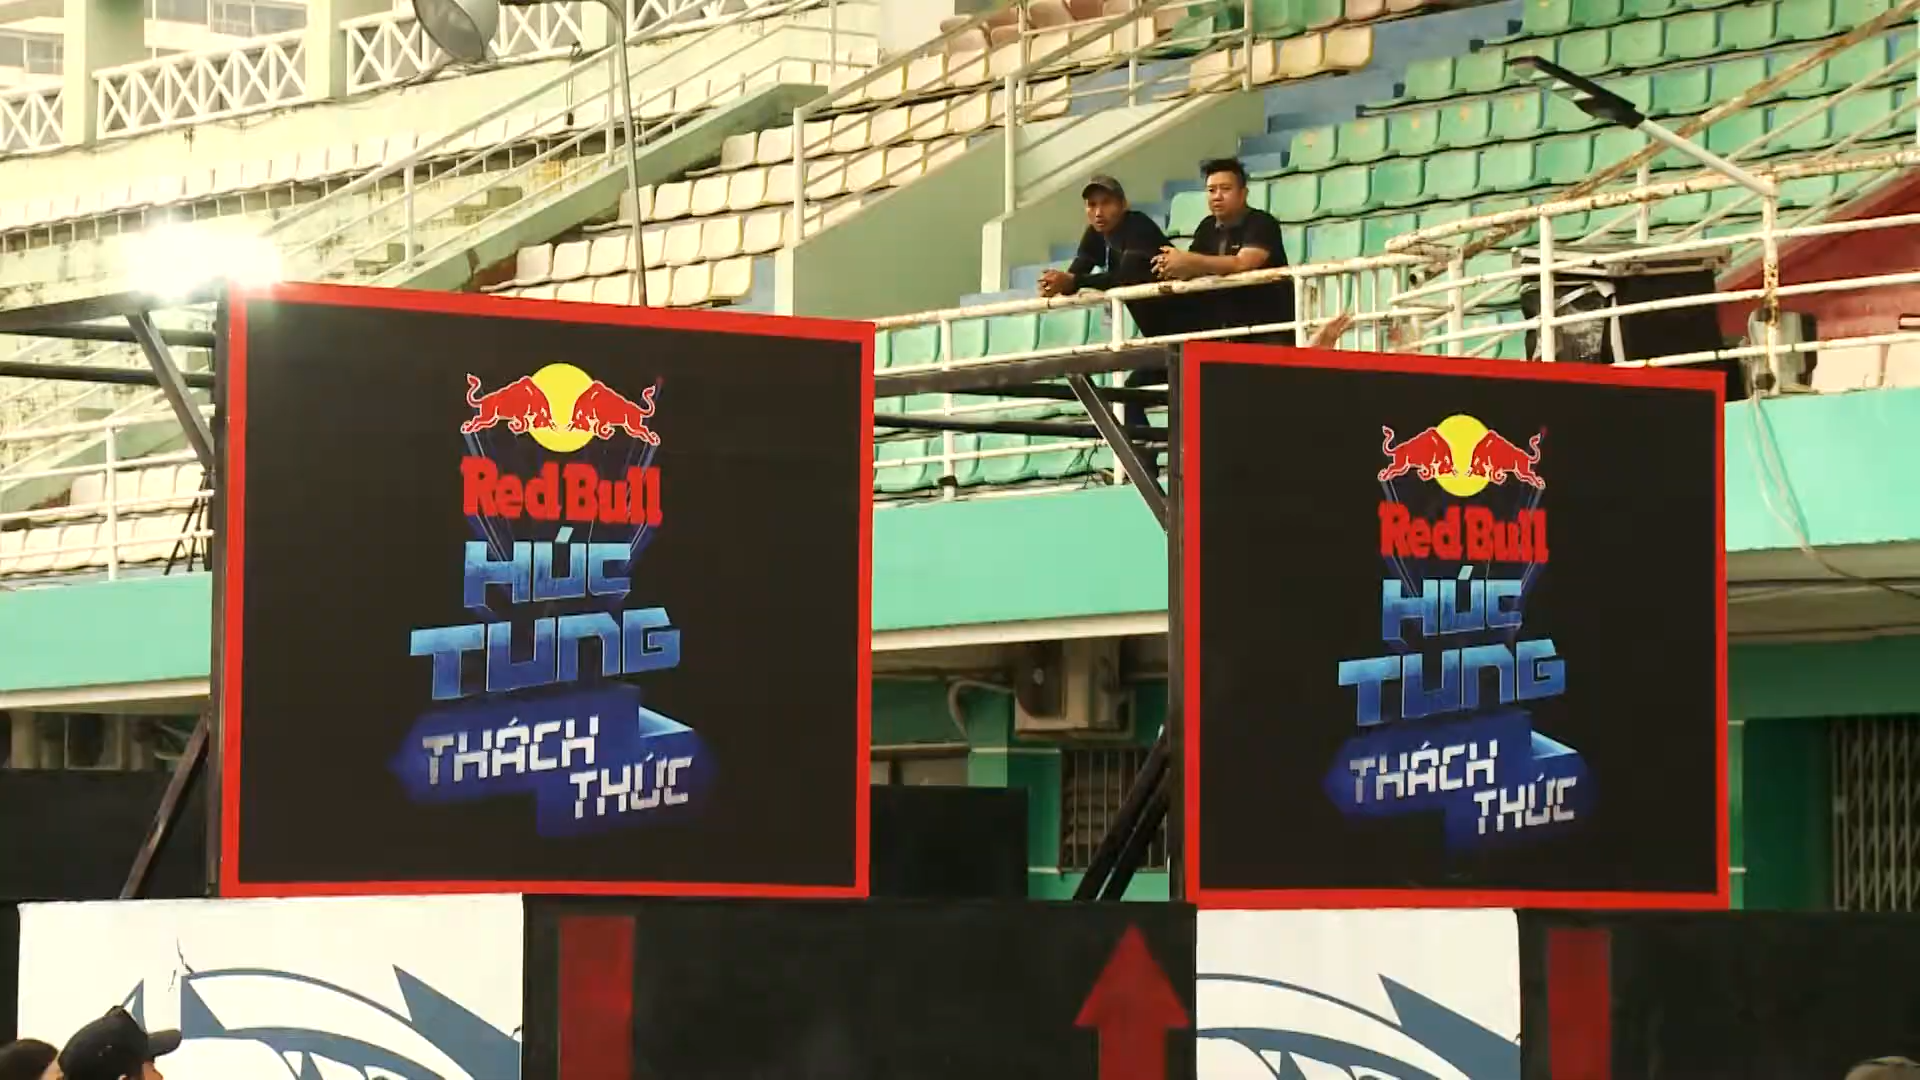 Red Bull
HÚC
TUNG
THÁCH
THỨC
Red Bull
HÚC
TUNG
THÁCH
THỨC